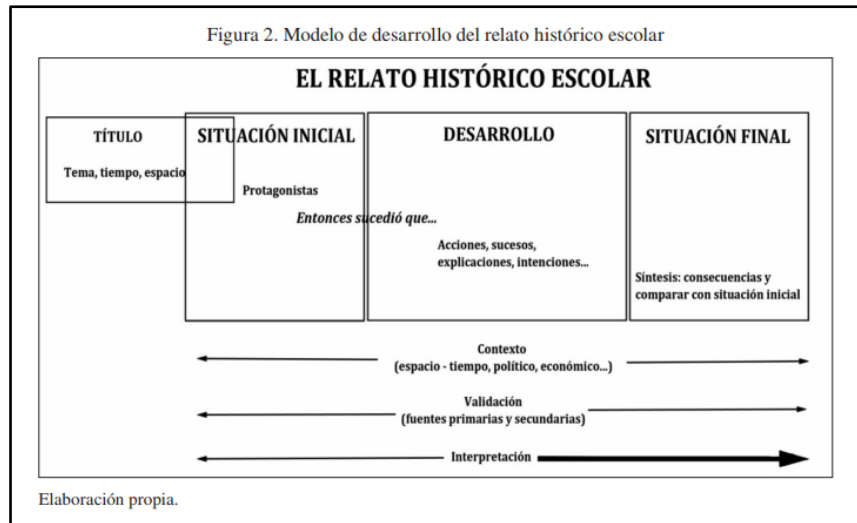 Figura 2. Modelo de desarrollo del relato histórico escolar
EL RELATO HISTÓRICO ESCOLAR
TÍTULO
Tema, tiempo, espacio
SITUACIÓN INICIAL
Protagonistas
Entonces sucedió que...
DESARROLLO
Acciones, sucesos,
explicaciones, intenciones...
SITUACIÓN FINAL
Síntesis: consecuencias y
comparar con situación inicial
Contexto
(espacio - tiempo, político, económico...)
Validación
(fuentes primarias y secundarias)
Interpretación
Elaboración propia.